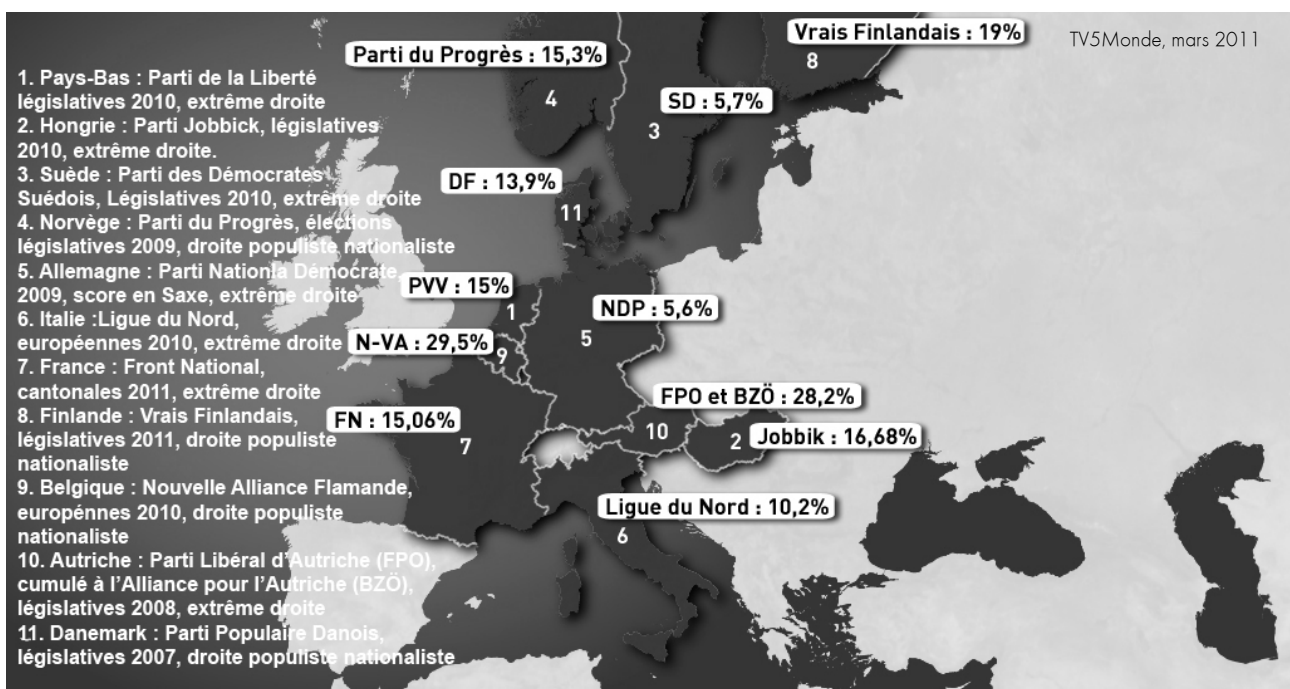 TV5Monde, mars 2011
1. Pays-Bas : Parti de la Liberté
législatives 2010, extrême droite
2. Hongrie : Parti Jobbick, législatives
2010, extrême droite.
3. Suède : Parti des Démocrates
Suédois, Législatives 2010, extrême droite
4. Norvège : Parti du Progrès, élections
législatives 2009, droite populiste nationaliste
5. Allemagne : Parti Nationla Démocrate,
2009, score en Saxe, extrême droite
6. Italie :Ligue du Nord,
européennes 2010, extrême droite
7. France : Front National,
cantonales 2011, extrême droite
8. Finlande : Vrais Finlandais,
législatives 2011, droite populiste
nationaliste
9. Belgique : Nouvelle Alliance Flamande,
europénnes 2010, droite populiste
nationaliste
10. Autriche : Parti Libéral d'Autriche (FPO),
cumulé à l'Alliance pour l'Autriche (BZÖ),
législatives 2008, extrême droite
11. Danemark : Parti Populaire Danois,
législatives 2007, droite populiste nationaliste
Vrais Finlandais : 19%
8
Parti du Progrès : 15,3%
4
SD : 5,7%
3
DF : 13,9%
11
PVV : 15%
1
NDP : 5,6%
5
N-VA : 29,5%
9
FPO et BZÖ : 28,2%
10
FN : 15,06%
7
2
Jobbik : 16,68%
Ligue du Nord : 10,2%
6